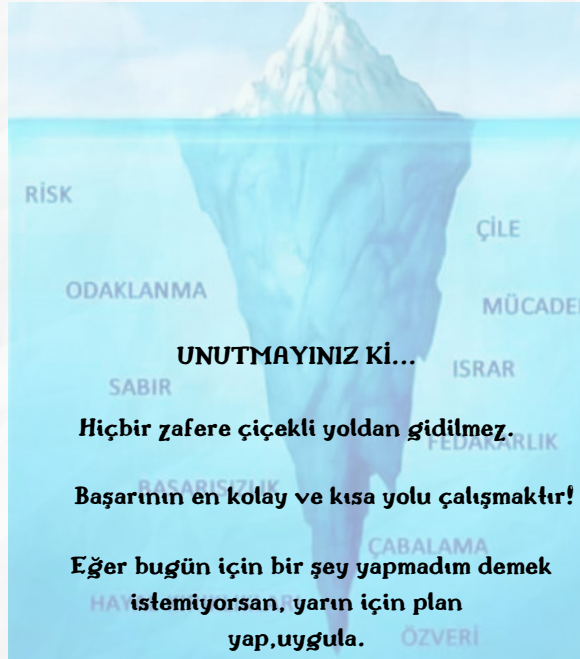 RİSK
ÇİLE
ODAKLANMA
UNUTMAYINIZ Kİ...
ISRAR
SABIR
Hiçbir zafere çiçekli yoldan gidilmez.
FEDAKARLIK
BAŞARISIZLIK
Başarının en kolay ve kısa yolu çalışmaktır!
ÇABALAMA
Eğer bugün için bir şey yapmadım demek
istemiyorsan, yarın için plan
yap,uygula.
ÖZVERİ